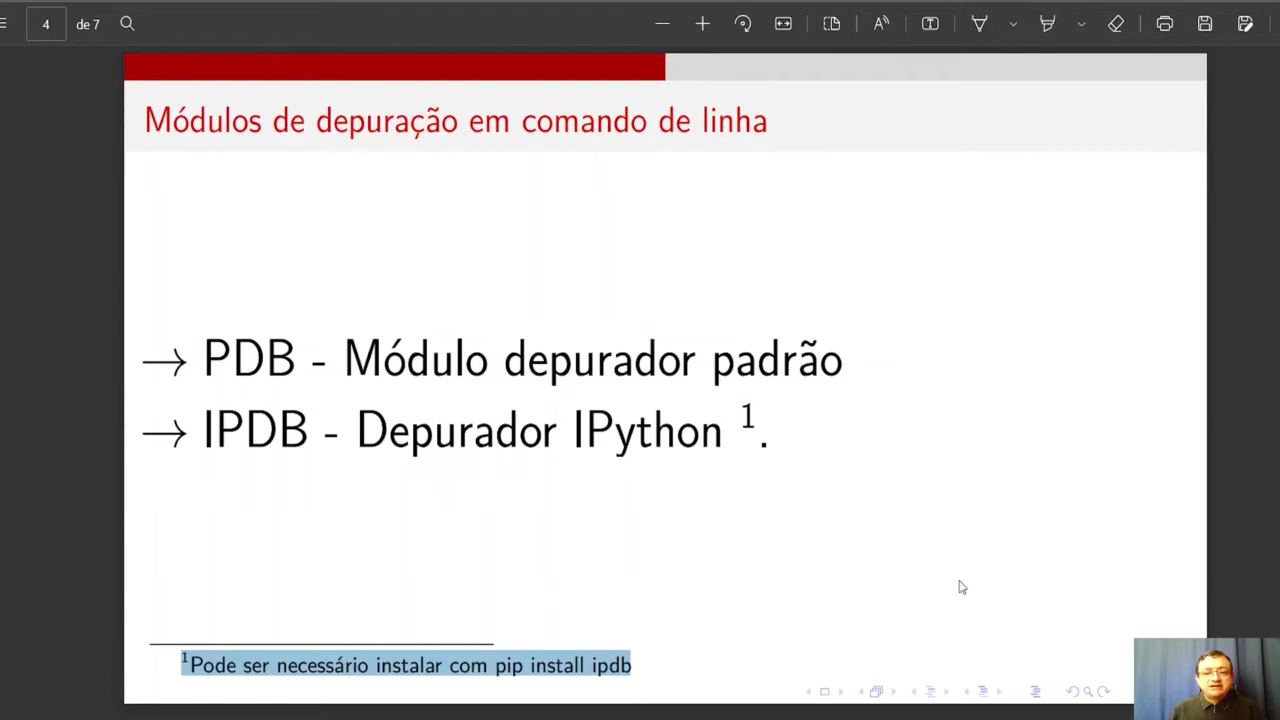 4 de 7
Módulos de depuração em comando de linha
→ PDB - Módulo depurador padrão
→ IPDB - Depurador IPython 1.
1Pode ser necessário instalar com pip install ipdb